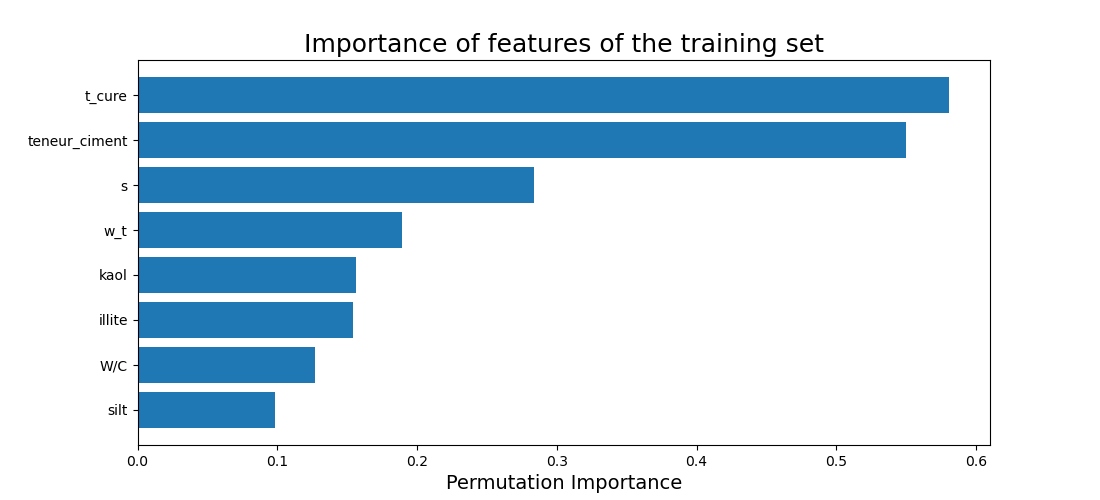 Importance of features of the training set
t_cure
teneur_ciment
s
w_t
kaol
illite
W/C
silt
0.0 0.1 0.2 0.3 0.4 0.5 0.6
Permutation Importance